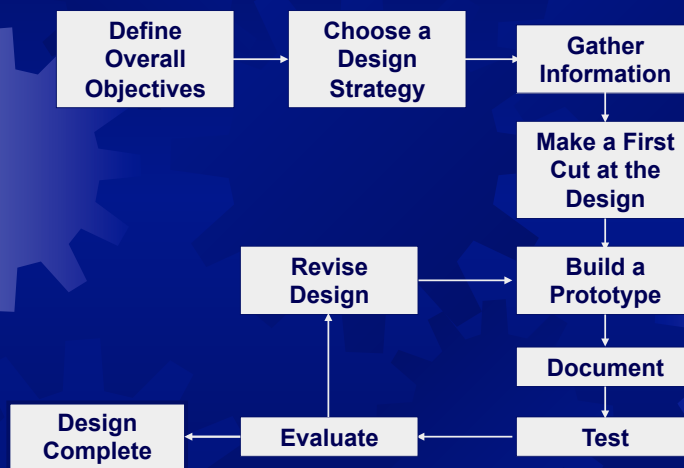 Define
Overall
Objectives
Choose a
Design
Strategy
Gather
Information
Make a First
Cut at the
Design
Revise
Design
Build a
Prototype
Document
Design
Complete
Evaluate
Test